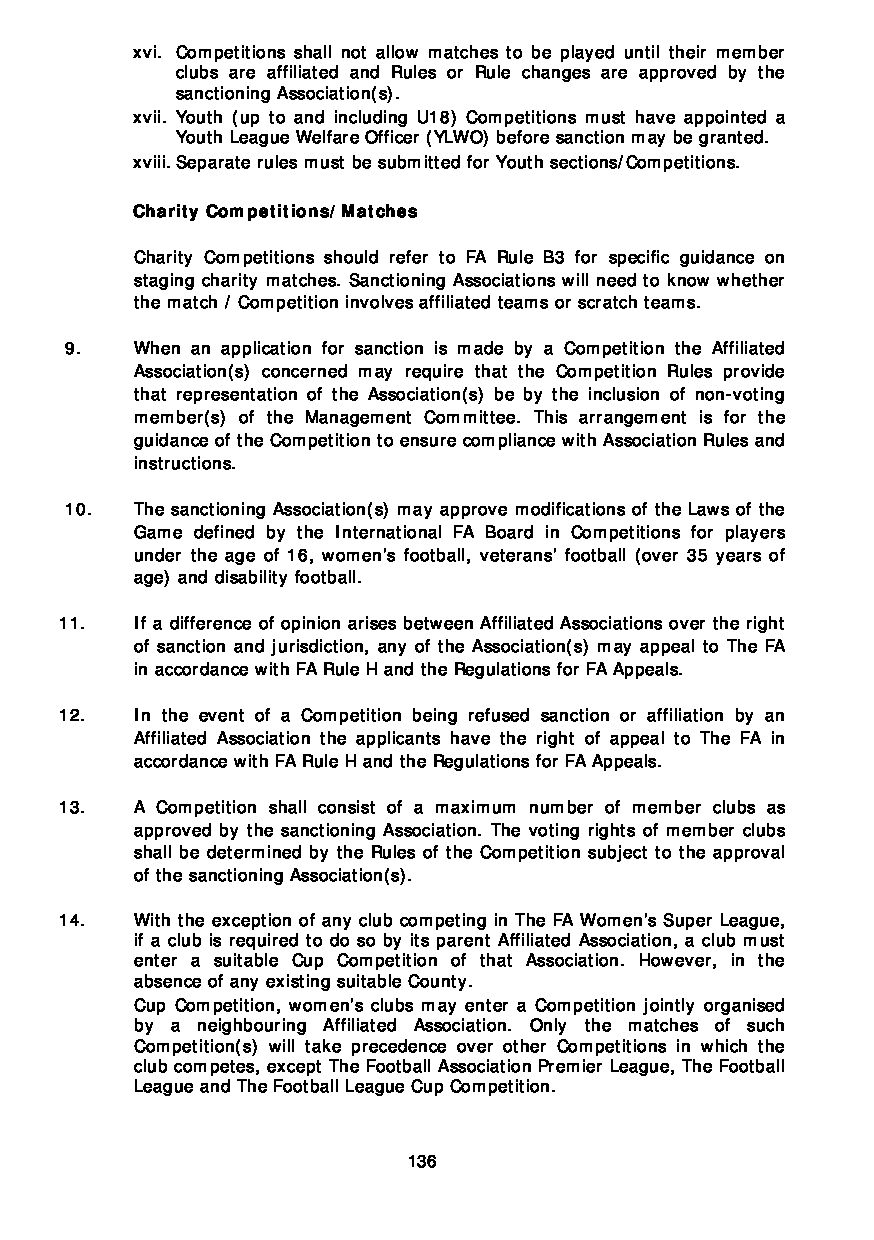 xvi. Competitions shall not allow matches to be played until their member
clubs are affiliated and Rules or Rule changes are approved by the
sanctioning Association(s).
xvii. Youth (up to and including U18) Competitions must have appointed a
Youth League Welfare Officer (YLWO) before sanction may be granted.
xviii. Separate rules must be submitted for Youth sections/Competitions.
Charity Competitions/Matches
Charity Competitions should refer to FA Rule B3 for specific guidance on
staging charity matches. Sanctioning Associations will need to know whether
the match / Competition involves affiliated teams or scratch teams.
9. When an application for sanction is made by a Competition the Affiliated
Association(s) concerned may require that the Competition Rules provide
that representation of the Association(s) be by the inclusion of non-voting
member(s) of the Management Committee. This arrangement is for the
guidance of the Competition to ensure compliance with Association Rules and
instructions.
10. The sanctioning Association(s) may approve modifications of the Laws of the
Game defined by the International FA Board in Competitions for players
under the age of 16, women's football, veterans' football (over 35 years of
age) and disability football.
11. If a difference of opinion arises between Affiliated Associations over the right
of sanction and jurisdiction, any of the Association(s) may appeal to The FA
in accordance with FA Rule H and the Regulations for FA Appeals.
12. In the event of a Competition being refused sanction or affiliation by an
Affiliated Association the applicants have the right of appeal to The FA in
accordance with FA Rule H and the Regulations for FA Appeals.
13. A Competition shall consist of a maximum number of member clubs as
approved by the sanctioning Association. The voting rights of member clubs
shall be determined by the Rules of the Competition subject to the approval
of the sanctioning Association(s).
14. With the exception of any club competing in The FA Women's Super League,
if a club is required to do so by its parent Affiliated Association, a club must
enter a suitable Cup Competition of that Association. However, in the
absence of any existing suitable County.
Cup Competition, women's clubs may enter a Competition jointly organised
by a neighbouring Affiliated Association. Only the matches of such
Competition(s) will take precedence over other Competitions in which the
club competes, except The Football Association Premier League, The Football
League and The Football League Cup Competition.
136